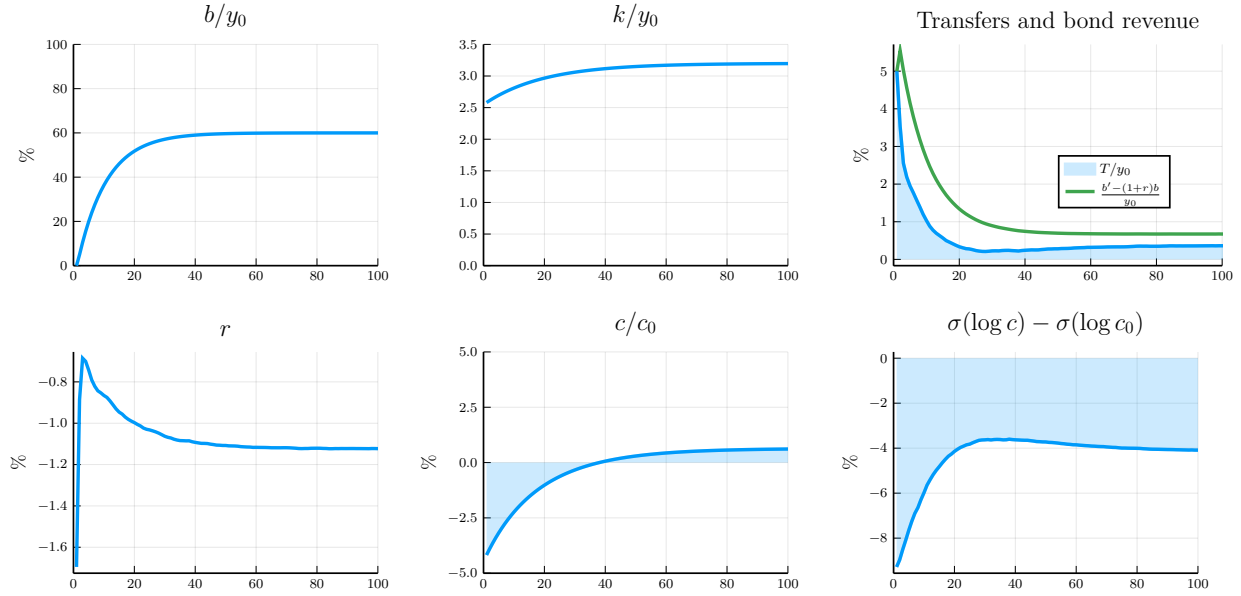 b/y₀
%
100
80
60
40
20
0
0 20 40 60 80 100
k/y₀
3.5
3.0
2.5
2.0
1.5
1.0
0.5
0.0
0 20 40 60 80 100
Transfers and bond revenue
%
5
4
3
2
1
0
T/y₀
b′−(1+r)b
y₀
0 20 40 60 80 100
r
%
−0.8
−1.0
−1.2
−1.4
−1.6
0 20 40 60 80 100
c/c₀
%
5.0
2.5
0.0
−2.5
−5.0
0 20 40 60 80 100
σ(log c) − σ(log c₀)
%
0
−2
−4
−6
−8
0 20 40 60 80 100